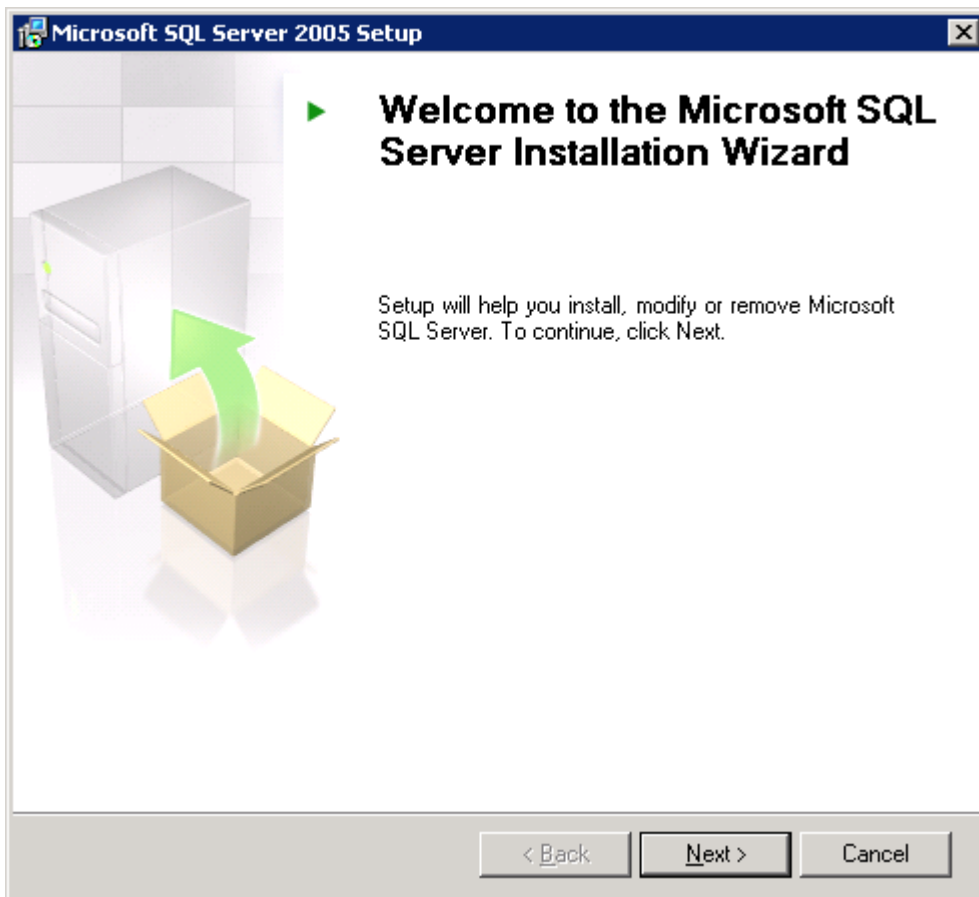 Microsoft SQL Server 2005 Setup
Welcome to the Microsoft SQL
Server Installation Wizard
Setup will help you install, modify or remove Microsoft
SQL Server. To continue, click Next.
< Back
Next >
Cancel